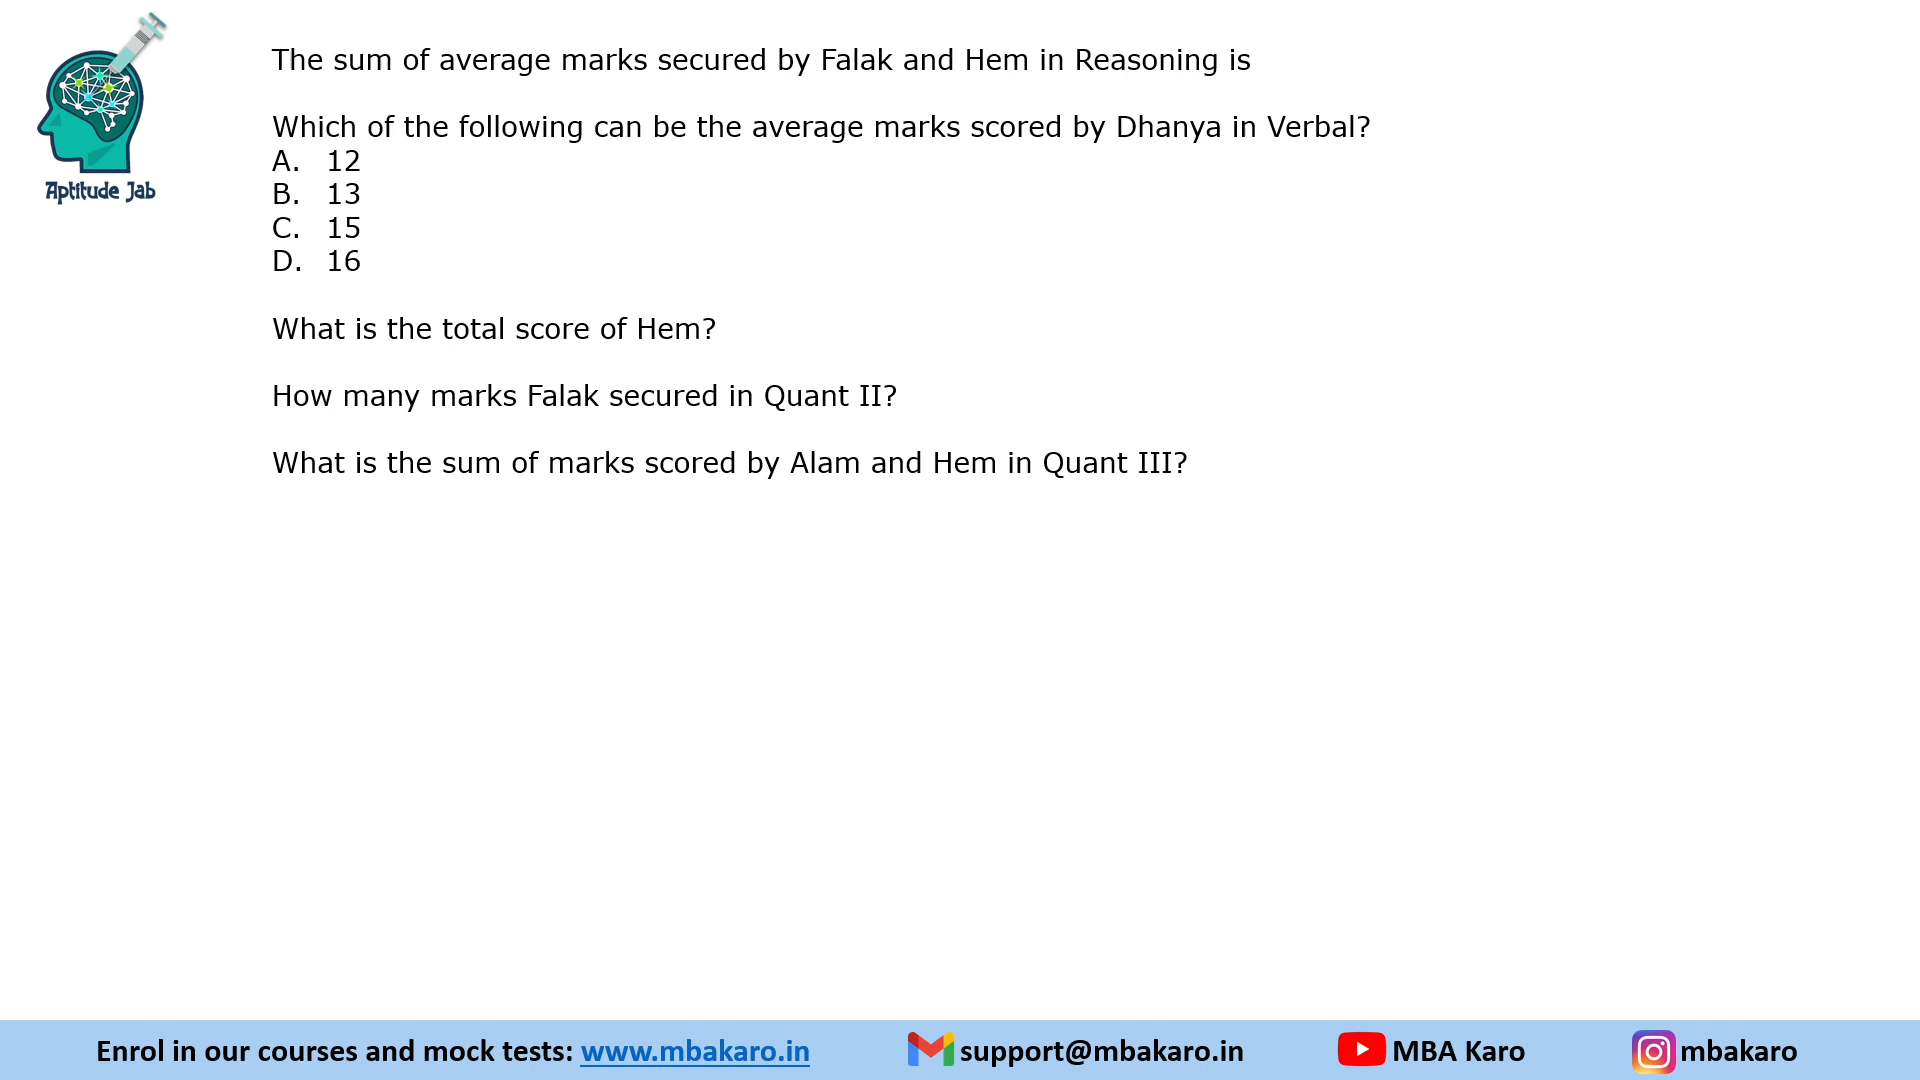 Aptitude Jab
The sum of average marks secured by Falak and Hem in Reasoning is
Which of the following can be the average marks scored by Dhanya in Verbal?
A. 12
B. 13
C. 15
D. 16
What is the total score of Hem?
How many marks Falak secured in Quant II?
What is the sum of marks scored by Alam and Hem in Quant III?
Enrol in our courses and mock tests: www.mbakaro.in support@mbakaro.in MBA Karo mbakaro